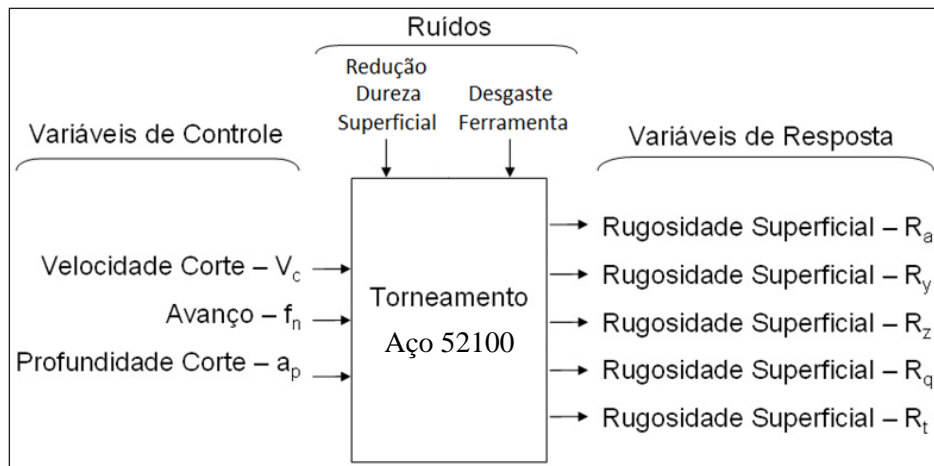 Ruídos
Redução
Dureza
Superficial
Desgaste
Ferramenta
Variáveis de Controle
Velocidade Corte – Vc
Avanço – fn
Profundidade Corte – ap
Torneamento
Aço 52100
Variáveis de Resposta
Rugosidade Superficial – Ra
Rugosidade Superficial – Ry
Rugosidade Superficial – Rz
Rugosidade Superficial – Rq
Rugosidade Superficial – Rt